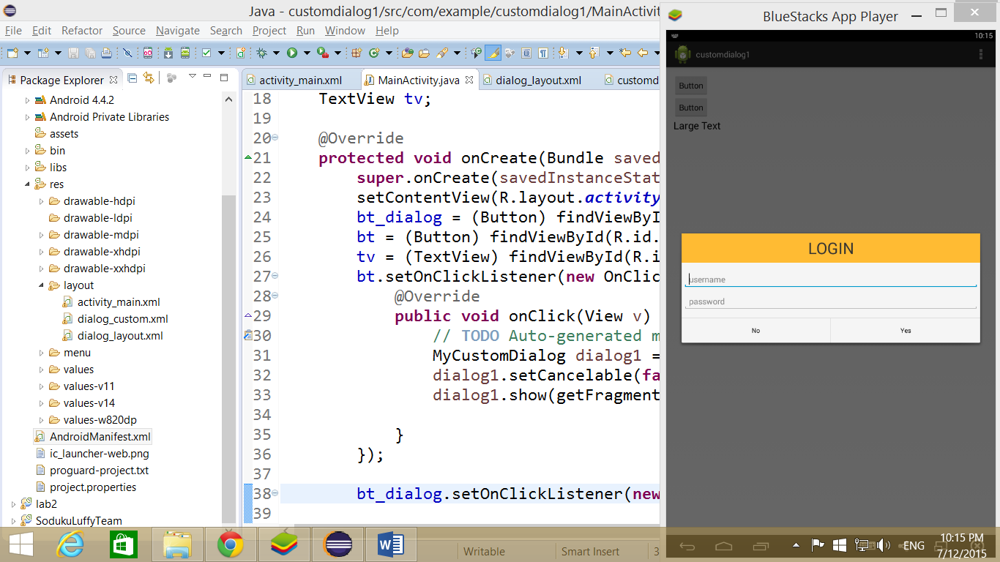 Java - customdialog1/src/com/example/customdialog1/MainActivit
File Edit Refactor Source Navigate Search Project Run Window Help
Package Explorer
Android 4.4.2
Android Private Libraries
assets
bin
libs
res
drawable-hdpi
drawable-ldpi
drawable-mdpi
drawable-xhdpi
drawable-xxhdpi
layout
activity_main.xml
dialog_custom.xml
dialog_layout.xml
menu
values
values-v11
values-v14
values-w820dp
AndroidManifest.xml
ic_launcher-web.png
proguard-project.txt
project.properties
lab2
SodukuLuffyTeam
activity_main.xml MainActivity.java dialog_layout.xml customd
18 TextView tv;
19
20 @Override
21 protected void onCreate(Bundle saved
22 super.onCreate(savedInstanceStat
23 setContentView(R.layout.activity
24 bt_dialog = (Button) findViewByI
25 bt = (Button) findViewById(R.id.
26 tv = (TextView) findViewById(R.i
27 bt.setOnClickListener(new OnClic
28 @Override
29 public void onClick(View v)
30 // TODO Auto-generated m
31 MyCustomDialog dialog1 =
32 dialog1.setCancelable(fa
33 dialog1.show(getFragment
34
35 }
36 });
37
38 bt_dialog.setOnClickListener(new
39
Writable Smart Insert 3
BlueStacks App Player
10:15
customdialog1
Button
Button
Large Text
LOGIN
username
password
No Yes
ENG
10:15 PM
7/12/2015